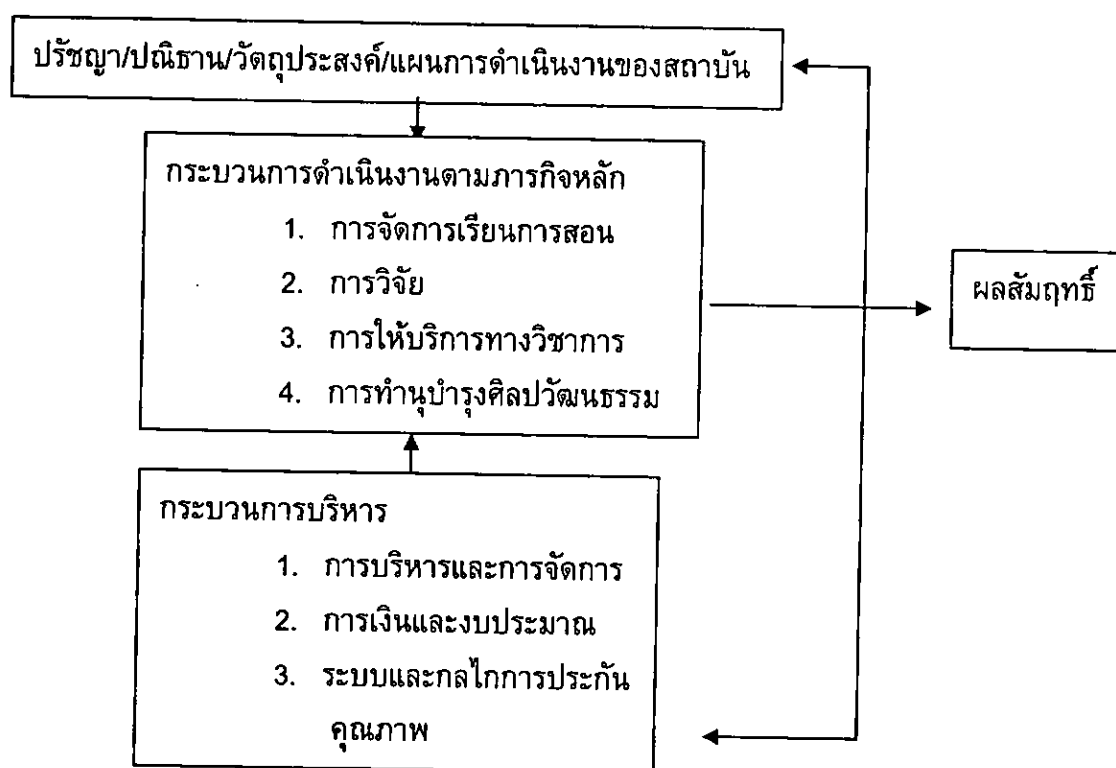 ปรัชญา/ปณิธาน/วัตถุประสงค์/แผนการดำเนินงานของสถาบัน
กระบวนการดำเนินงานตามภารกิจหลัก
1. การจัดการเรียนการสอน
2. การวิจัย
3. การให้บริการทางวิชาการ
4. การทำนุบำรุงศิลปวัฒนธรรม
ผลสัมฤทธิ์
กระบวนการบริหาร
1. การบริหารและการจัดการ
2. การเงินและงบประมาณ
3. ระบบและกลไกการประกัน
คุณภาพ